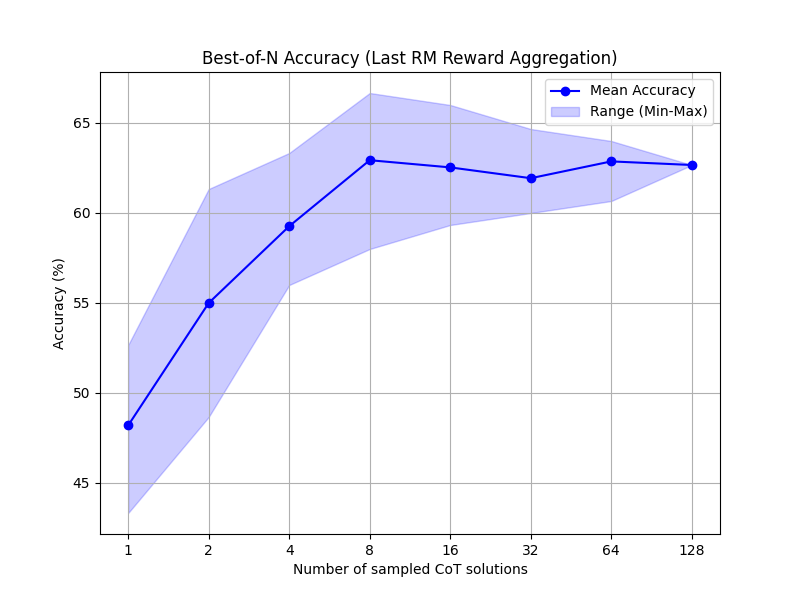 Best-of-N Accuracy (Last RM Reward Aggregation)
Mean Accuracy
Range (Min-Max)
Accuracy (%)
65
60
55
50
45
1 2 4 8 16 32 64 128
Number of sampled CoT solutions